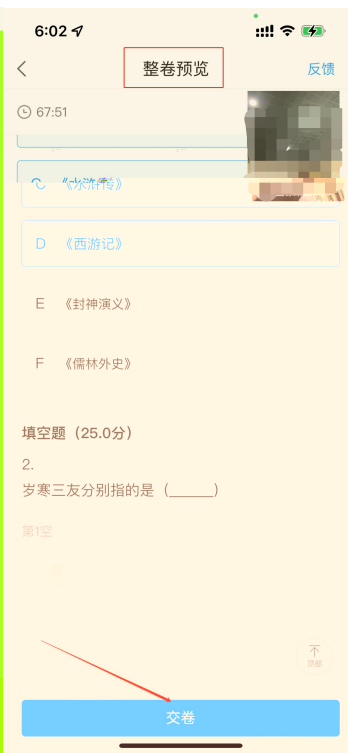 6:02
整卷预览
反馈
67:51
C 《水浒传》
D 《西游记》
E 《封神演义》
F 《儒林外史》
填空题（25.0分）
2.
岁寒三友分别指的是（_____）
第1空
顶部
交卷